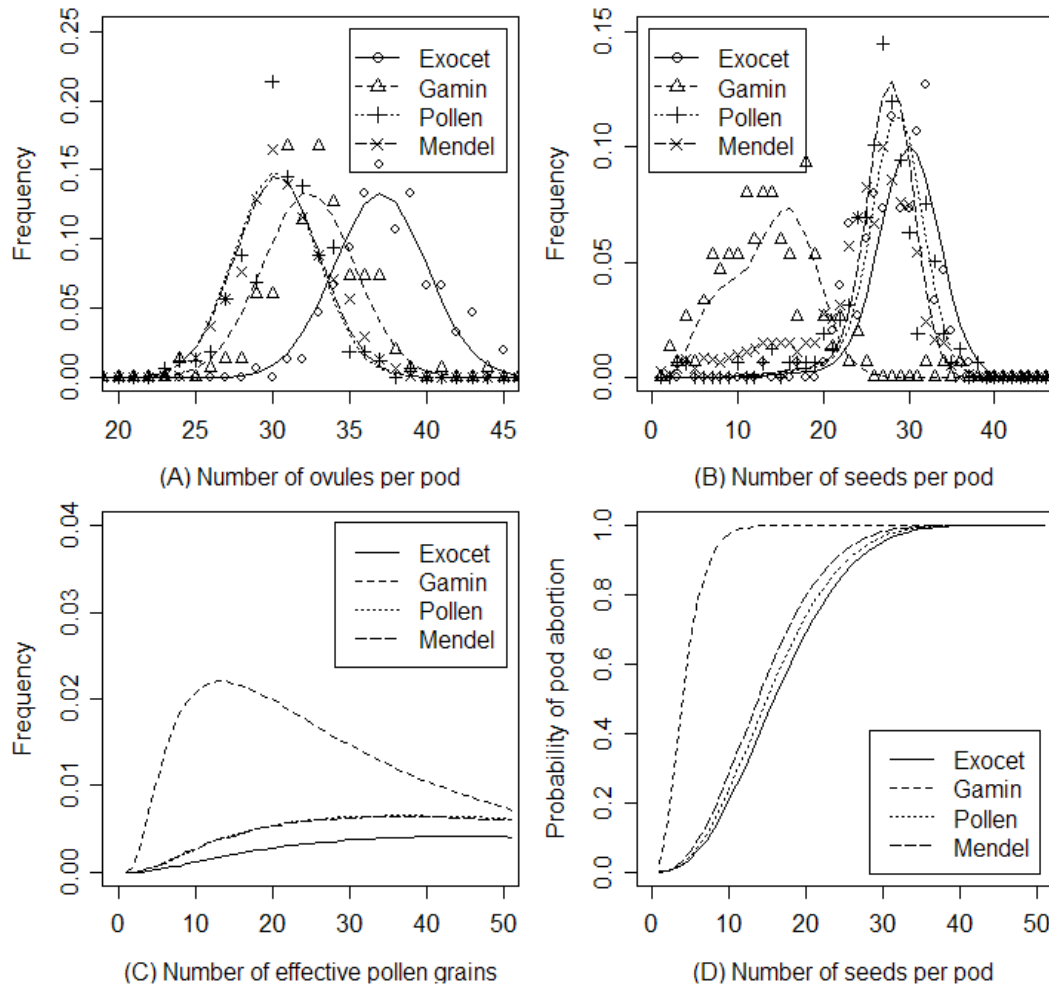 0.00 0.05 0.10 0.15 0.20 0.25
Frequency
Exocet
Gamin
Pollen
Mendel
20 25 30 35 40 45
(A) Number of ovules per pod
0.00 0.05 0.10 0.15
Frequency
Exocet
Gamin
Pollen
Mendel
0 10 20 30 40
(B) Number of seeds per pod
0.00 0.01 0.02 0.03 0.04
Frequency
Exocet
Gamin
Pollen
Mendel
0 10 20 30 40 50
(C) Number of effective pollen grains
0.0 0.2 0.4 0.6 0.8 1.0
Probability of pod abortion
Exocet
Gamin
Pollen
Mendel
0 10 20 30 40 50
(D) Number of seeds per pod